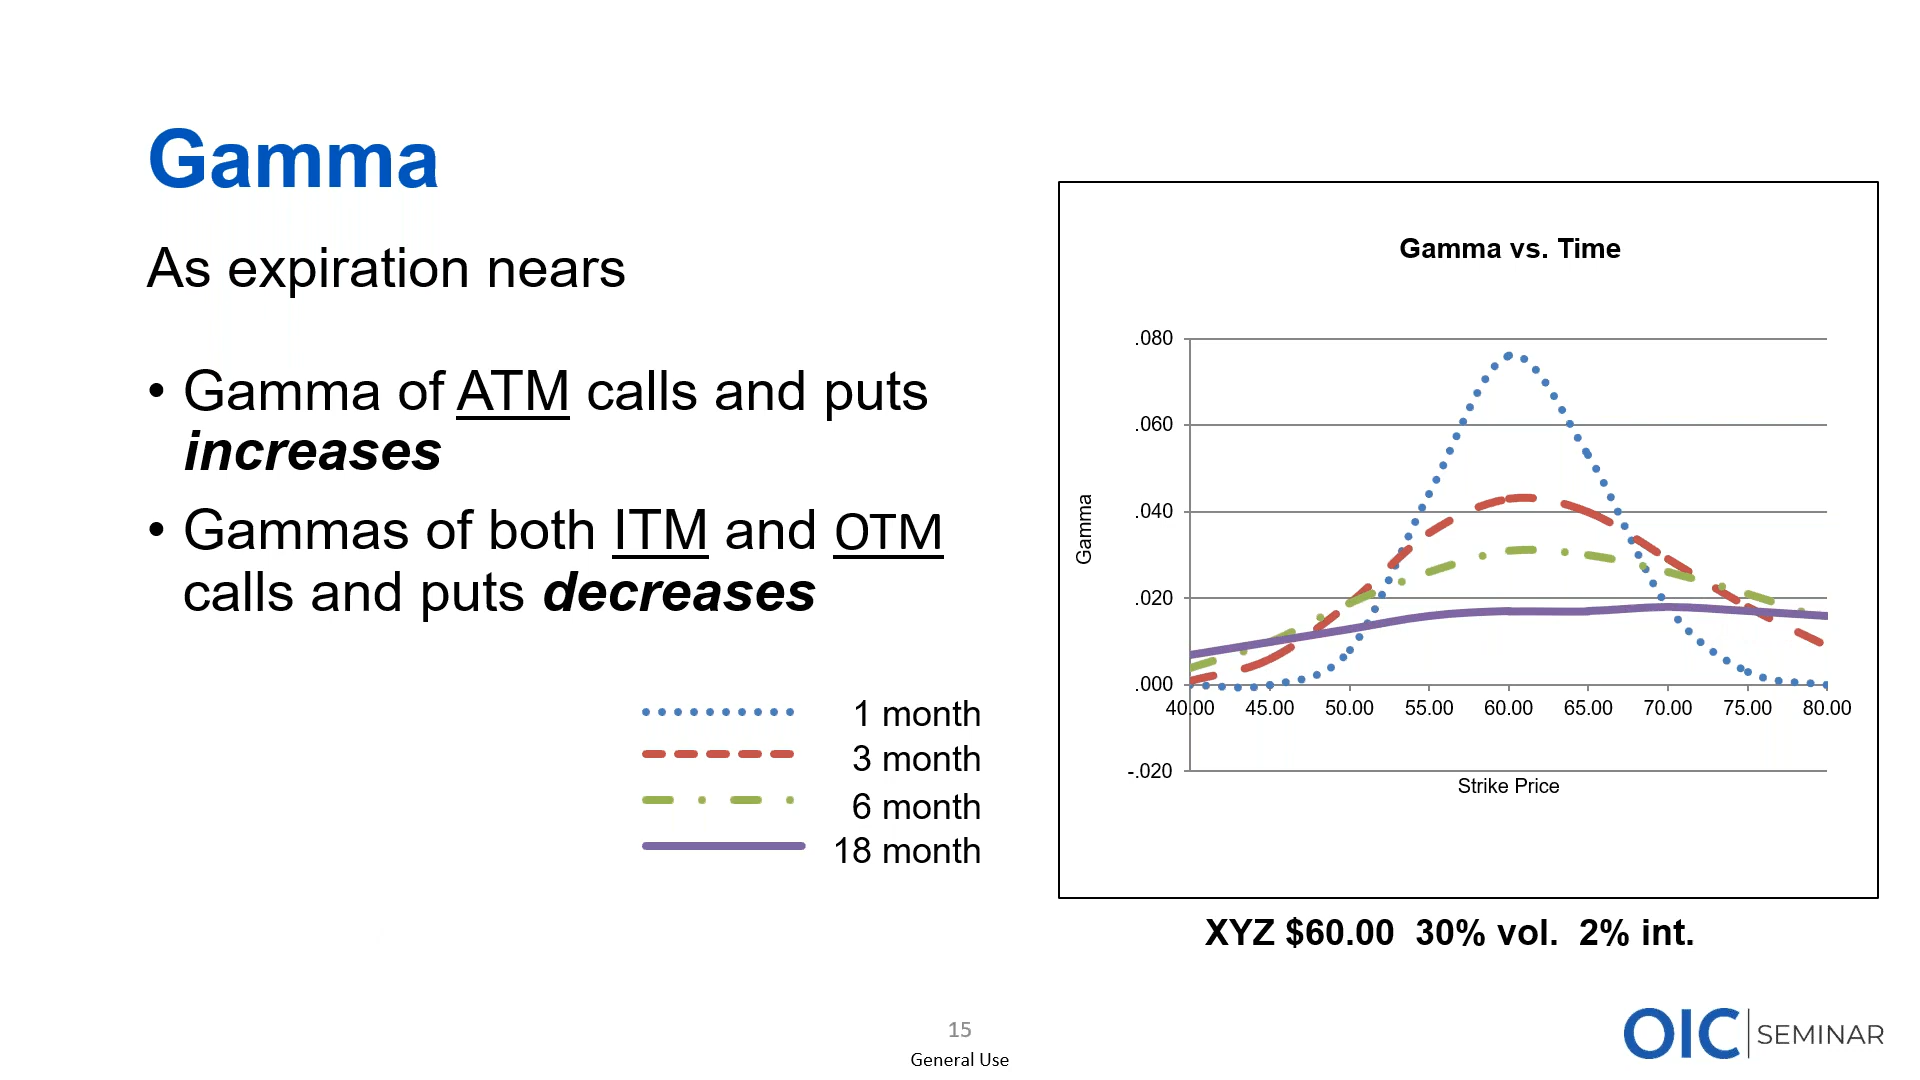 Gamma
As expiration nears
• Gamma of ATM calls and puts
increases
• Gammas of both ITM and OTM
calls and puts decreases
1 month
3 month
6 month
18 month
Gamma vs. Time
.080
.060
.040
.020
.000
-.020
Gamma
40.00 45.00 50.00 55.00 60.00 65.00 70.00 75.00 80.00
Strike Price
XYZ $60.00 30% vol. 2% int.
15
General Use
OIC SEMINAR